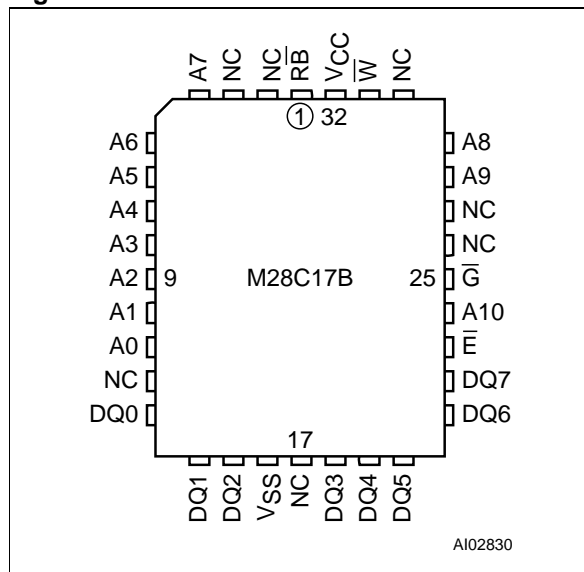 A7 NC NC R̅B̅ VCC W̅ NC
① 32
A6 A8
A5 A9
A4 NC
A3 NC
A2 9 M28C17B 25 G̅
A1 A10
A0 E̅
NC DQ7
DQ0 DQ6
17
DQ1 DQ2 VSS NC DQ3 DQ4 DQ5
AI02830